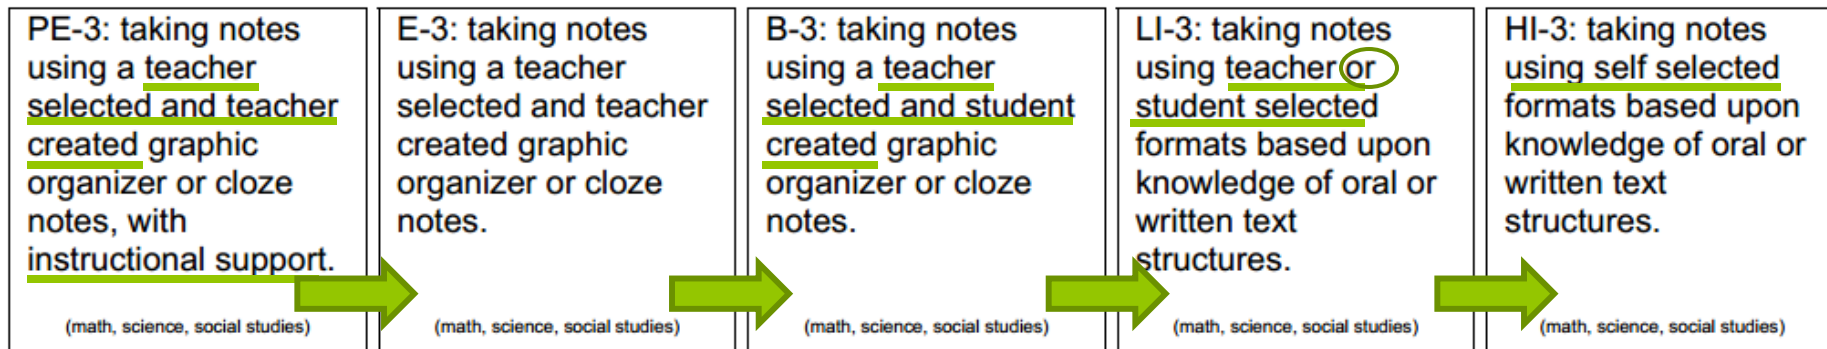 PE-3: taking notes
using a teacher
selected and teacher
created graphic
organizer or cloze
notes, with
instructional support.
(math, science, social studies)
E-3: taking notes
using a teacher
selected and teacher
created graphic
organizer or cloze
notes.
(math, science, social studies)
B-3: taking notes
using a teacher
selected and student
created graphic
organizer or cloze
notes.
(math, science, social studies)
LI-3: taking notes
using teacher or
student selected
formats based upon
knowledge of oral or
written text
structures.
(math, science, social studies)
HI-3: taking notes
using self selected
formats based upon
knowledge of oral or
written text
structures.
(math, science, social studies)